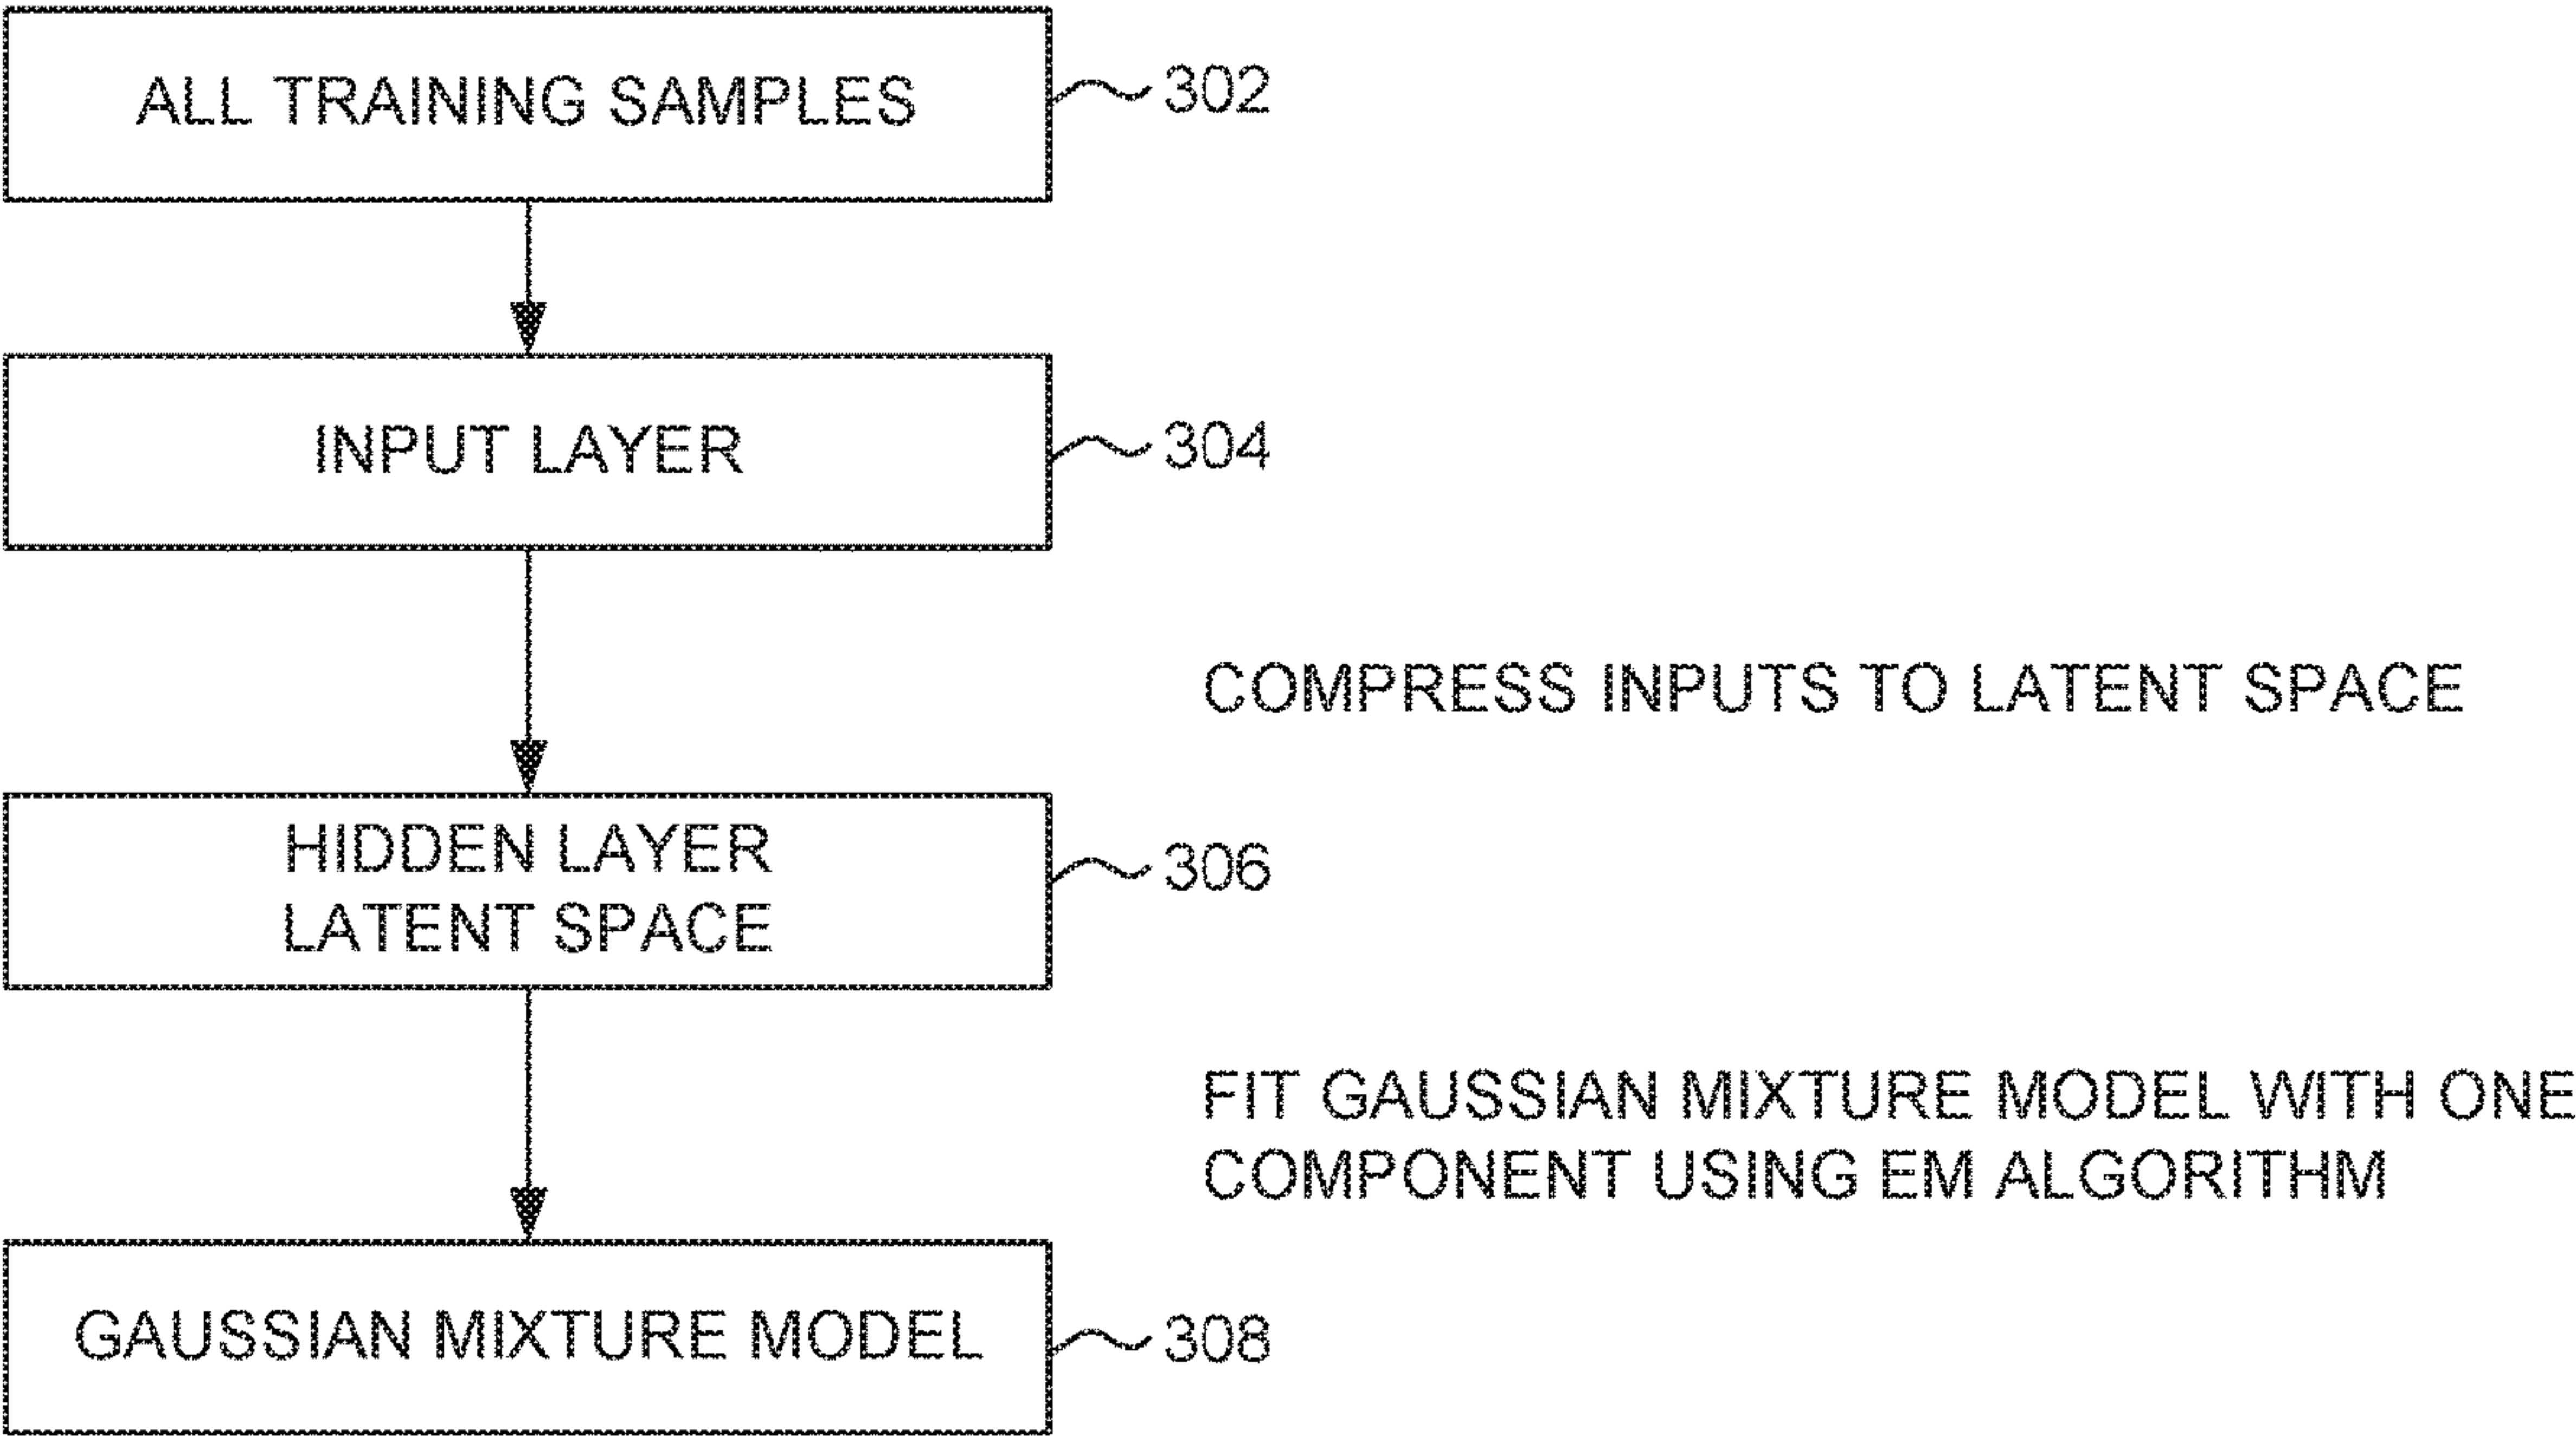 ALL TRAINING SAMPLES
302
INPUT LAYER
304
COMPRESS INPUTS TO LATENT SPACE
HIDDEN LAYER
LATENT SPACE
306
FIT GAUSSIAN MIXTURE MODEL WITH ONE
COMPONENT USING EM ALGORITHM
GAUSSIAN MIXTURE MODEL
308